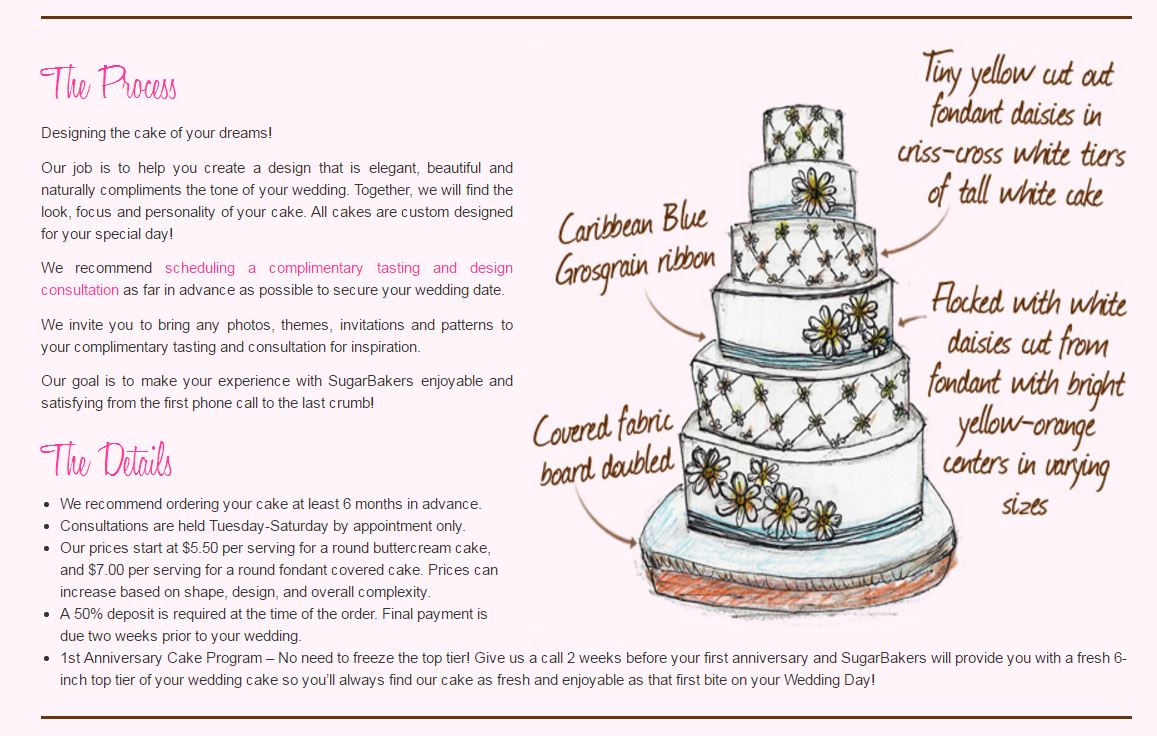 The Process
Designing the cake of your dreams!
Our job is to help you create a design that is elegant, beautiful and
naturally compliments the tone of your wedding. Together, we will find the
look, focus and personality of your cake. All cakes are custom designed
for your special day!
We recommend scheduling a complimentary tasting and design
consultation as far in advance as possible to secure your wedding date.
We invite you to bring any photos, themes, invitations and patterns to
your complimentary tasting and consultation for inspiration.
Our goal is to make your experience with SugarBakers enjoyable and
satisfying from the first phone call to the last crumb!
The Details
We recommend ordering your cake at least 6 months in advance.
Consultations are held Tuesday-Saturday by appointment only.
Our prices start at $5.50 per serving for a round buttercream cake,
and $7.00 per serving for a round fondant covered cake. Prices can
increase based on shape, design, and overall complexity.
A 50% deposit is required at the time of the order. Final payment is
due two weeks prior to your wedding.
1st Anniversary Cake Program – No need to freeze the top tier! Give us a call 2 weeks before your first anniversary and SugarBakers will provide you with a fresh 6-
inch top tier of your wedding cake so you’ll always find our cake as fresh and enjoyable as that first bite on your Wedding Day!
Tiny yellow cut out
fondant daisies in
criss-cross white tiers
of tall white cake
Caribbean Blue
Grosgrain ribbon
Flocked with white
daisies cut from
fondant with bright
yellow-orange
centers in varying
sizes
Covered fabric
board doubled